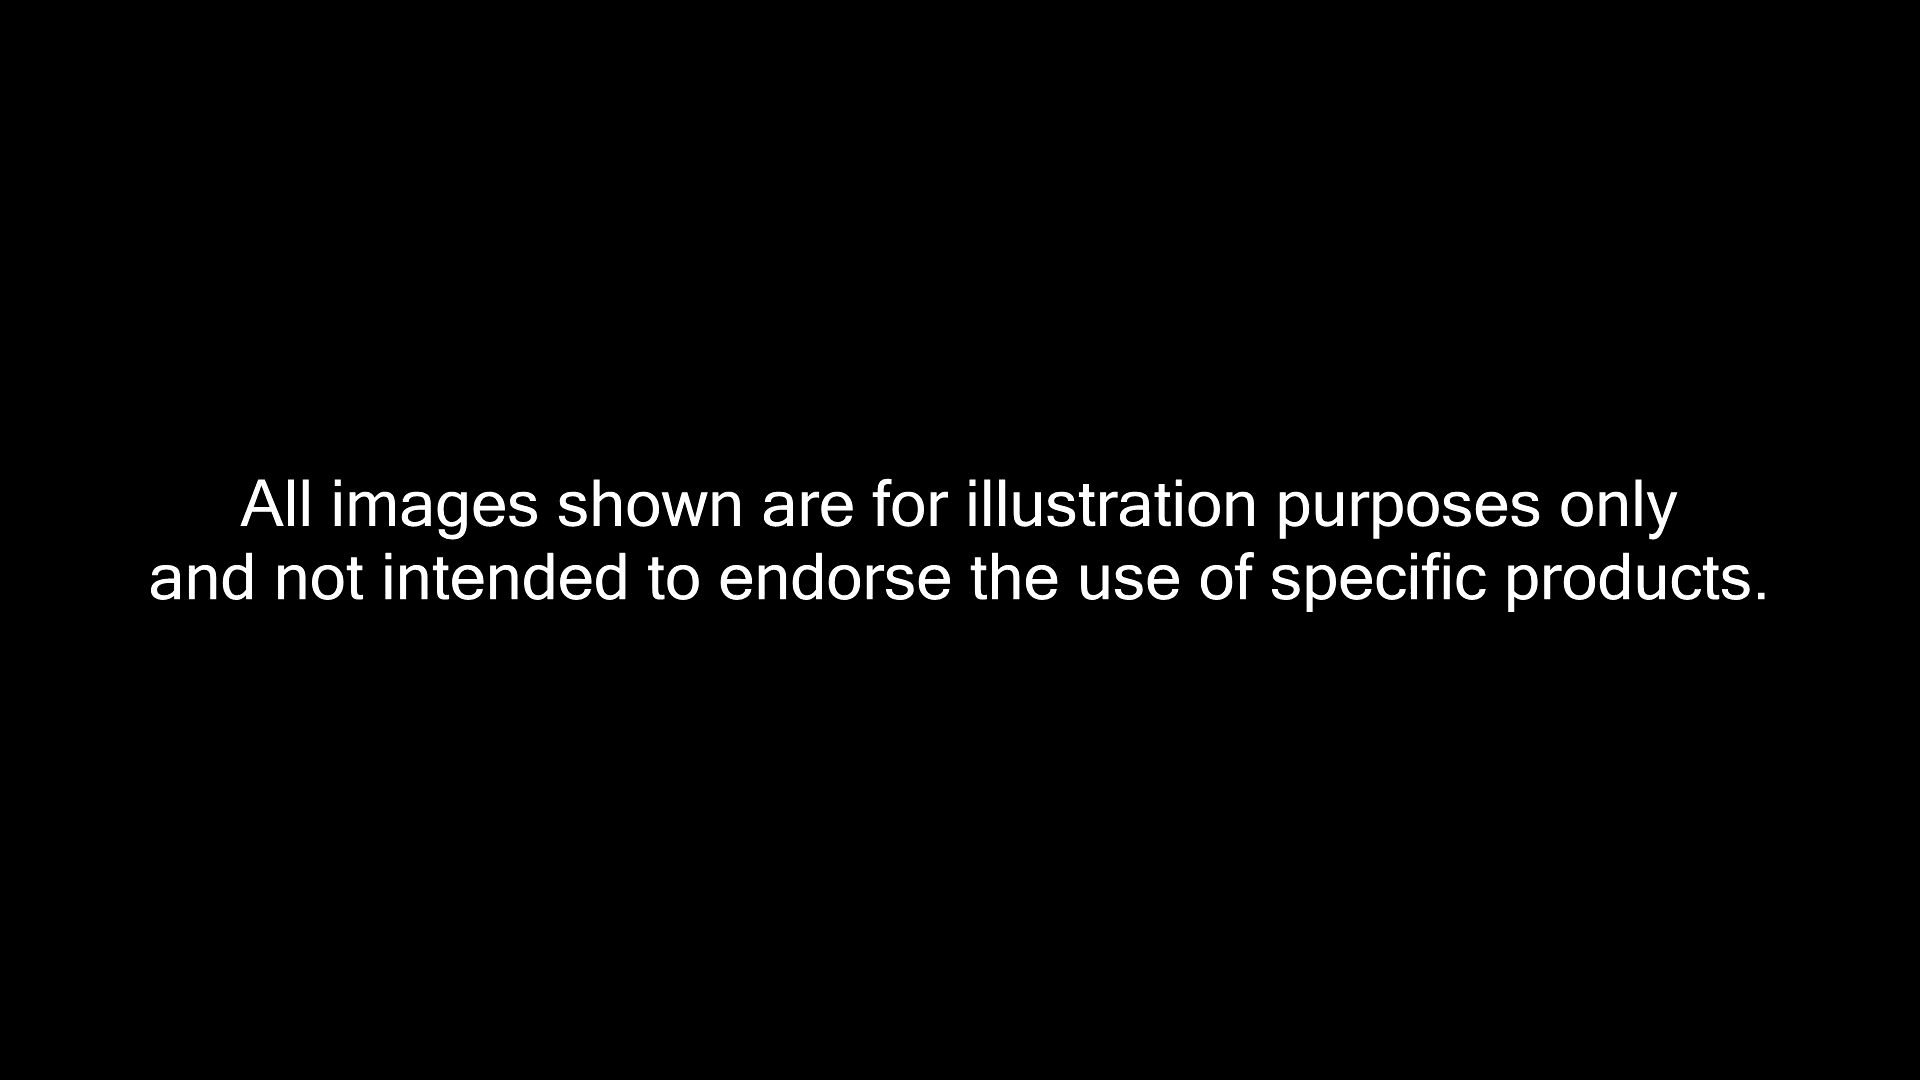 All images shown are for illustration purposes only
and not intended to endorse the use of specific products.